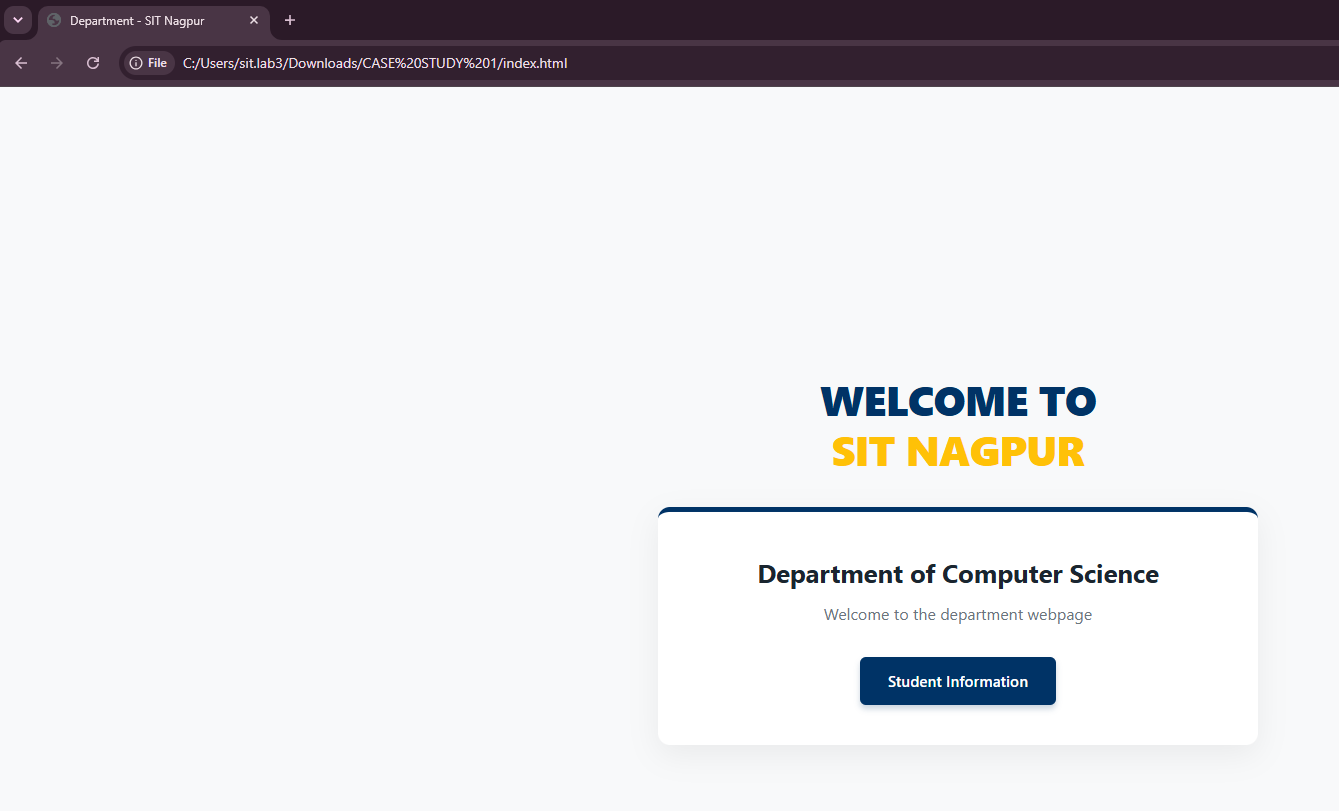 Department - SIT Nagpur
File
C:/Users/sit.lab3/Downloads/CASE%20STUDY%201/index.html
WELCOME TO
SIT NAGPUR
Department of Computer Science
Welcome to the department webpage
Student Information